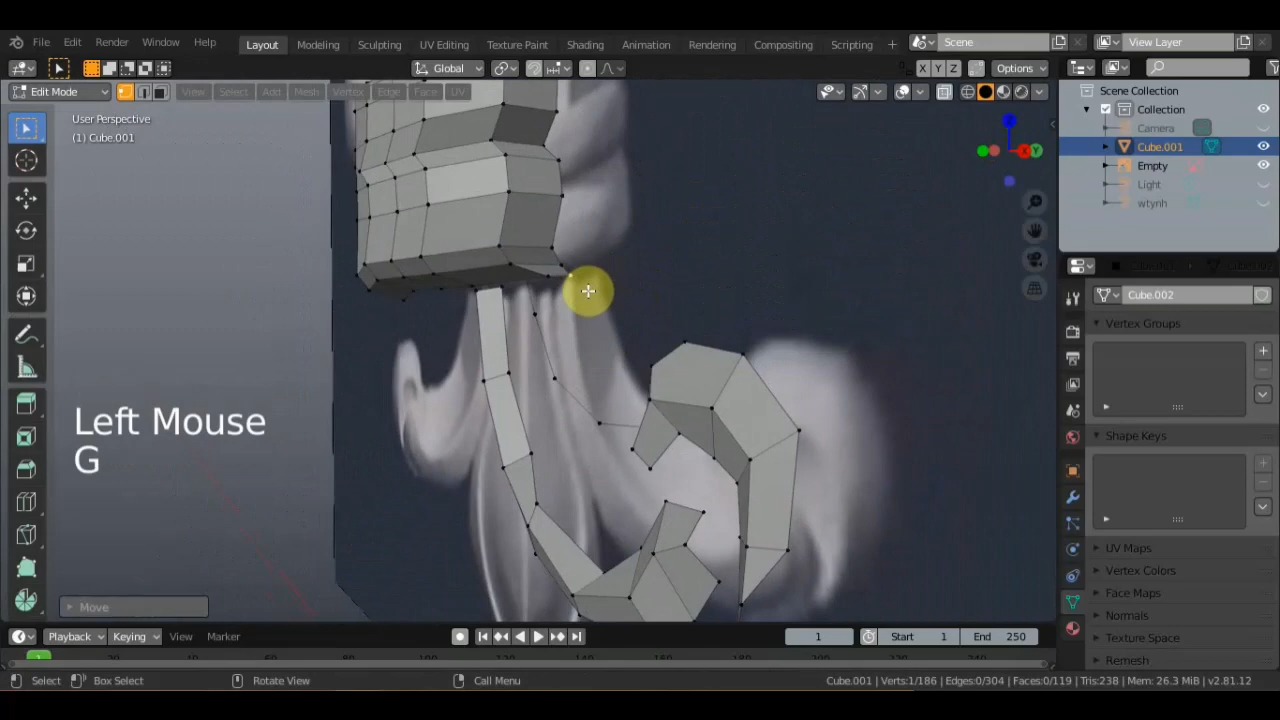 File Edit Render Window Help Layout Modeling Sculpting UV Editing Texture Paint Shading Animation Rendering Compositing Scripting + Scene View Layer
Global X Y Z Options
Edit Mode View Select Add Mesh Vertex Edge Face UV
Scene Collection
Collection
Camera
Cube.001
Empty
Light
wtynh
User Perspective
(1) Cube.001
Z
X
Y
Cube.002
Vertex Groups
Shape Keys
UV Maps
Vertex Colors
Face Maps
Normals
Texture Space
Remesh
Left Mouse
G
Move
Playback Keying View Marker 1 Start 1 End 250
Select Box Select Rotate View Call Menu Cube.001 | Verts:1/186 | Edges:0/304 | Faces:0/119 | Tris:238 | Mem: 26.3 MiB | v2.81.12